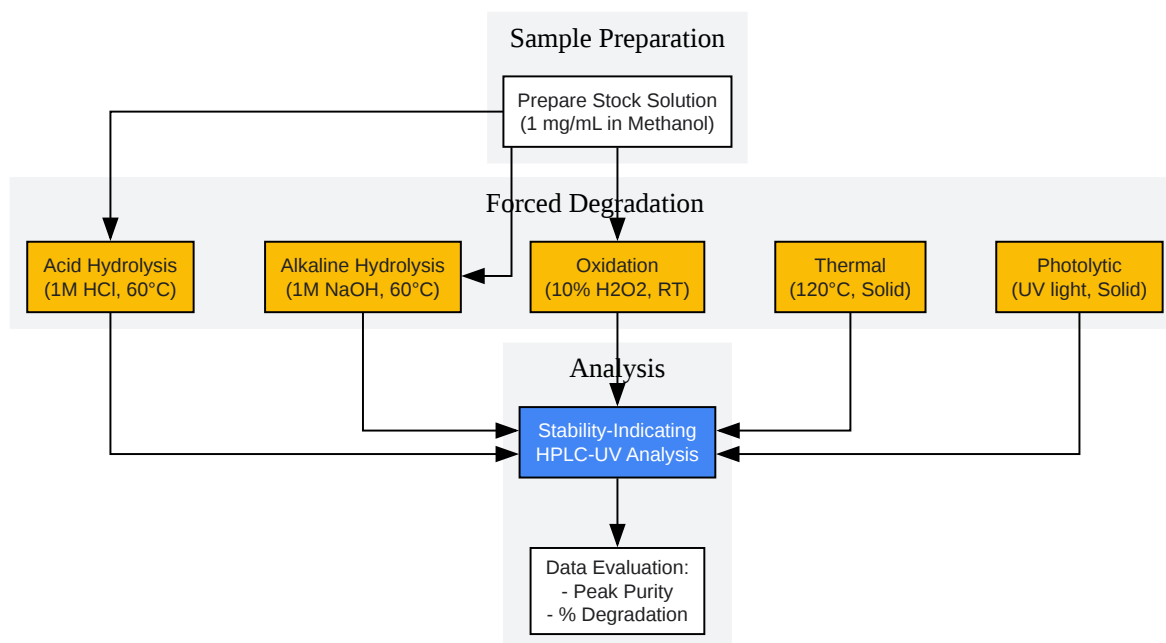 Sample Preparation
Prepare Stock Solution
(1 mg/mL in Methanol)
Forced Degradation
Acid Hydrolysis
(1M HCl, 60°C)
Alkaline Hydrolysis
(1M NaOH, 60°C)
Oxidation
(10% H2O2, RT)
Thermal
(120°C, Solid)
Photolytic
(UV light, Solid)
Analysis
Stability-Indicating
HPLC-UV Analysis
Data Evaluation:
- Peak Purity
- % Degradation